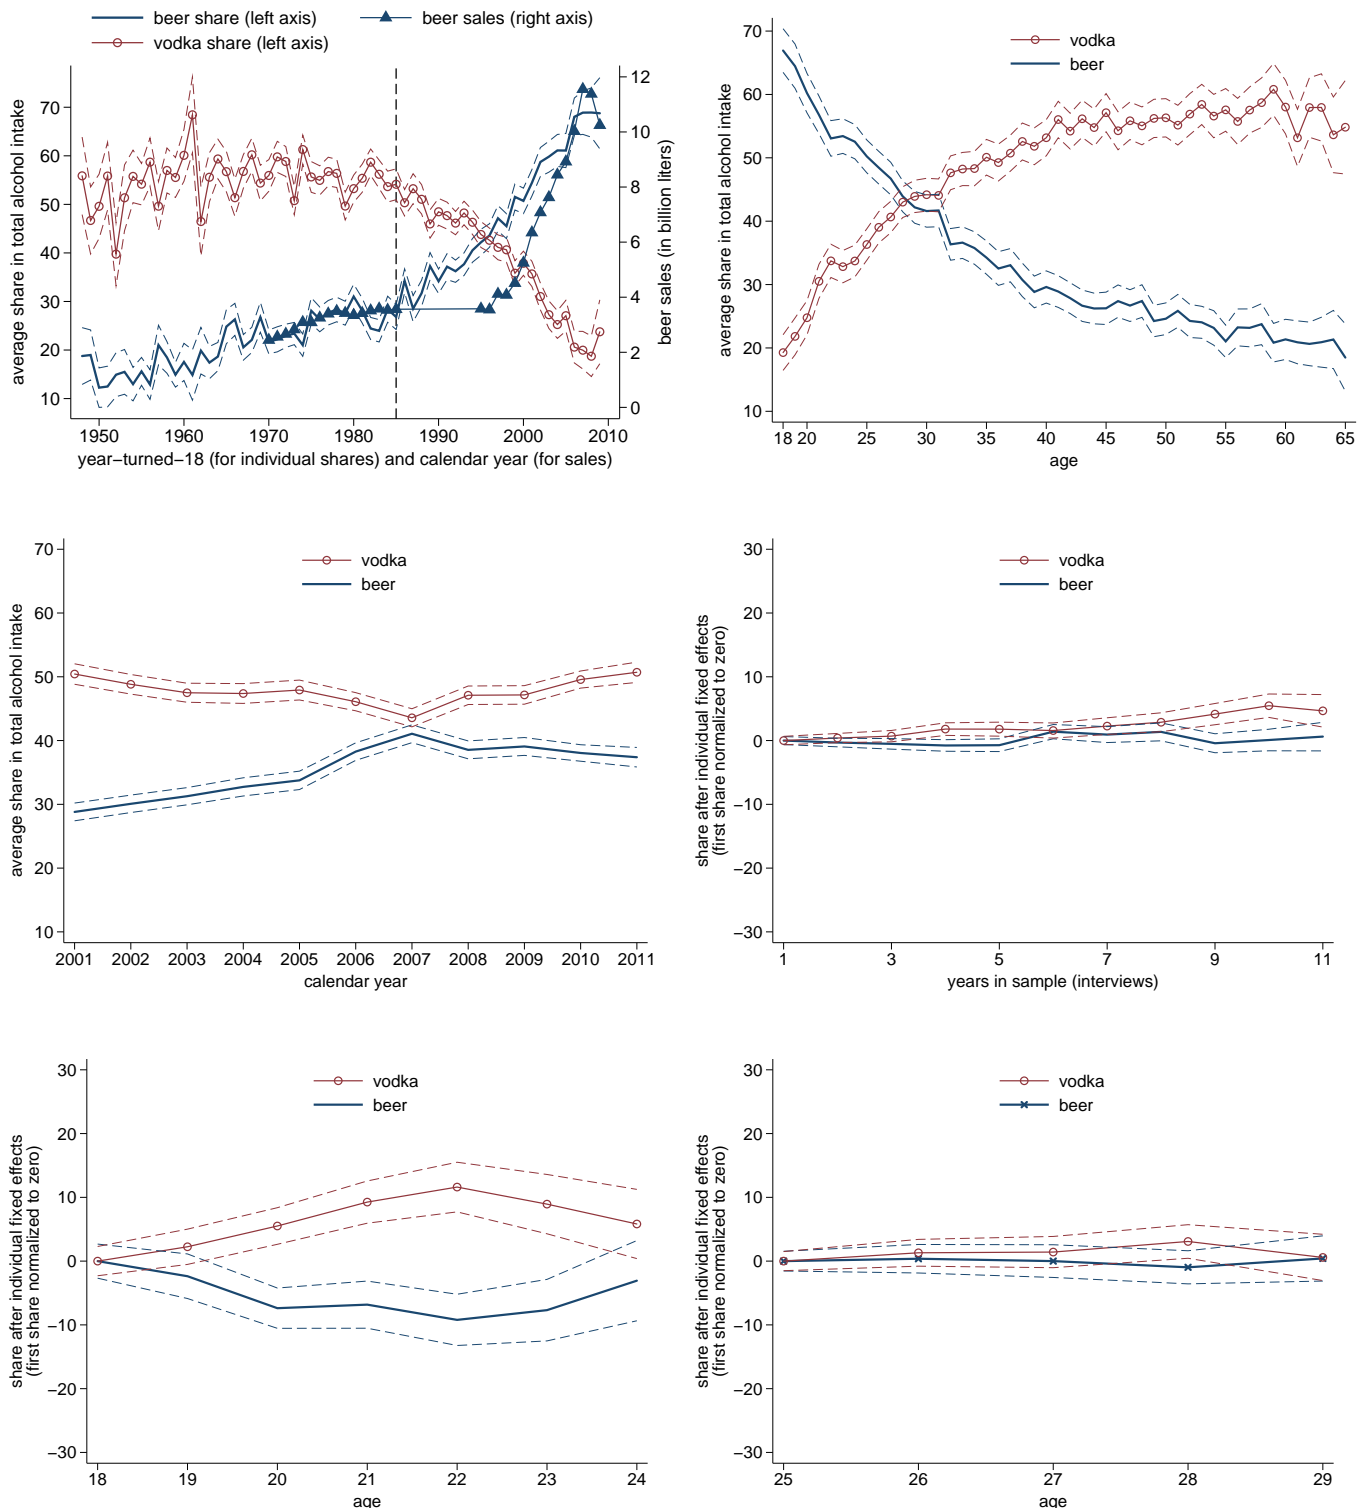 beer share (left axis)
beer sales (right axis)
vodka share (left axis)
average share in total alcohol intake
70
60
50
40
30
20
10
12
10
8
6
4
2
0
beer sales (in billion liters)
1950 1960 1970 1980 1990 2000 2010
year−turned−18 (for individual shares) and calendar year (for sales)
vodka
beer
average share in total alcohol intake
70
60
50
40
30
20
10
18 20 25 30 35 40 45 50 55 60 65
age
vodka
beer
average share in total alcohol intake
70
60
50
40
30
20
10
2001 2002 2003 2004 2005 2006 2007 2008 2009 2010 2011
calendar year
vodka
beer
share after individual fixed effects
(first share normalized to zero)
30
20
10
0
−10
−20
−30
1 3 5 7 9 11
years in sample (interviews)
vodka
beer
share after individual fixed effects
(first share normalized to zero)
30
20
10
0
−10
−20
−30
18 19 20 21 22 23 24
age
vodka
beer
share after individual fixed effects
(first share normalized to zero)
30
20
10
0
−10
−20
−30
25 26 27 28 29
age